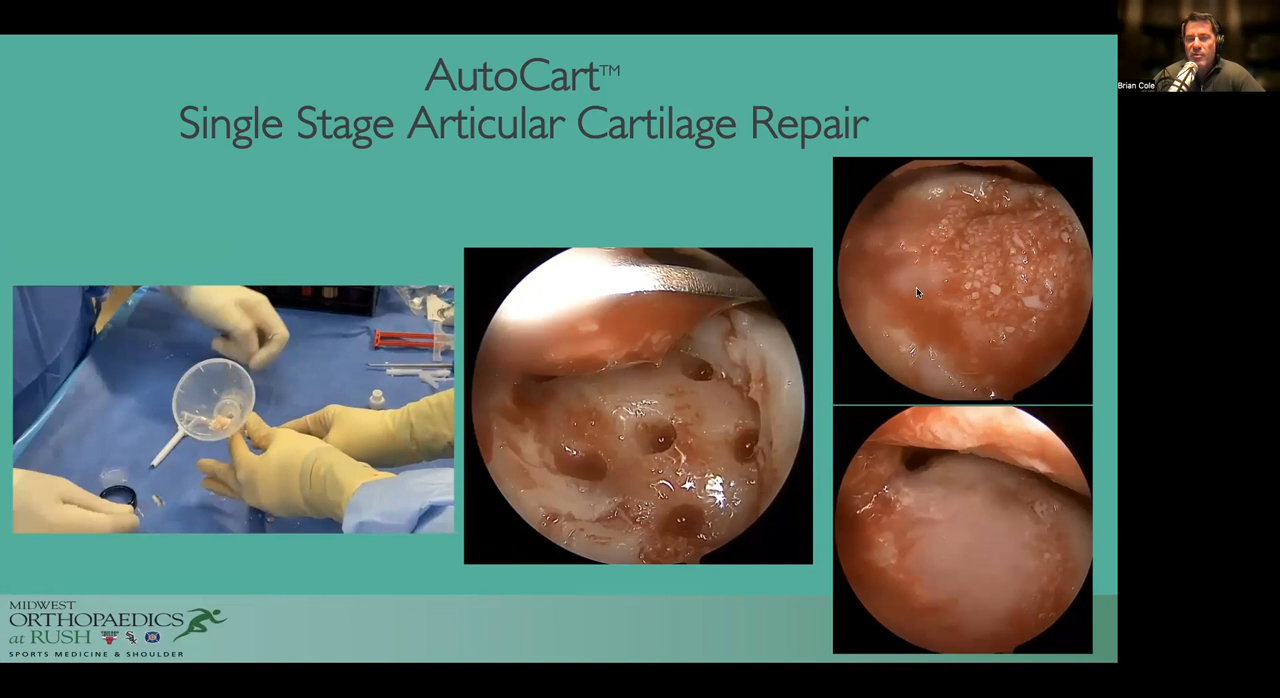 AutoCart™
Single Stage Articular Cartilage Repair
Brian Cole
MIDWEST
ORTHOPAEDICS
at RUSH
SPORTS MEDICINE & SHOULDER